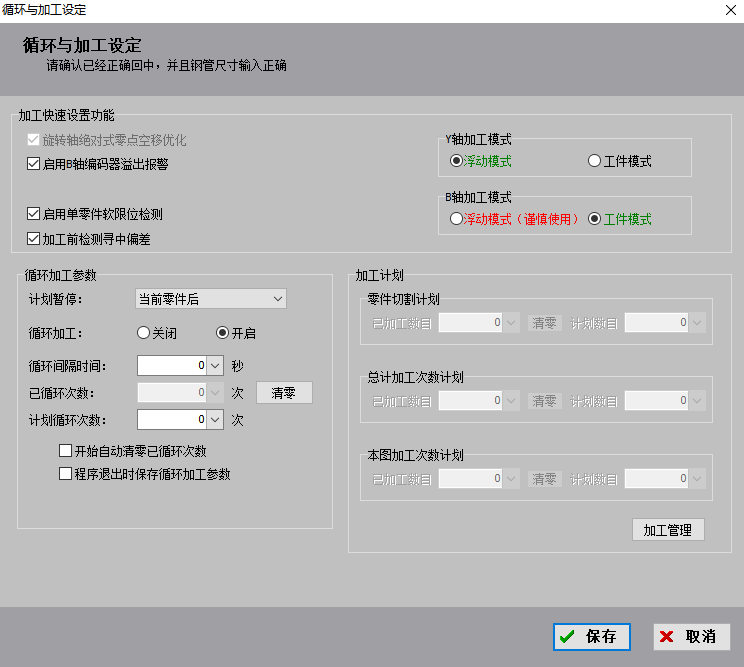 循环与加工设定
循环与加工设定
请确认已经正确回中，并且钢管尺寸输入正确
加工快速设置功能
旋转轴绝对式零点空移优化
启用B轴编码器溢出报警
启用单零件软限位检测
加工前检测寻中偏差
Y轴加工模式
浮动模式 工件模式
B轴加工模式
浮动模式（谨慎使用） 工件模式
循环加工参数
计划暂停： 当前零件后
循环加工： 关闭 开启
循环间隔时间： 0 秒
已循环次数： 0 次 清零
计划循环次数： 0 次
开始自动清零已循环次数
程序退出时保存循环加工参数
加工计划
零件切割计划
已加工数目 0 清零 计划数目 0
总计加工次数计划
已加工数目 0 清零 计划数目 0
本图加工次数计划
已加工数目 0 清零 计划数目 0
加工管理
保存 取消